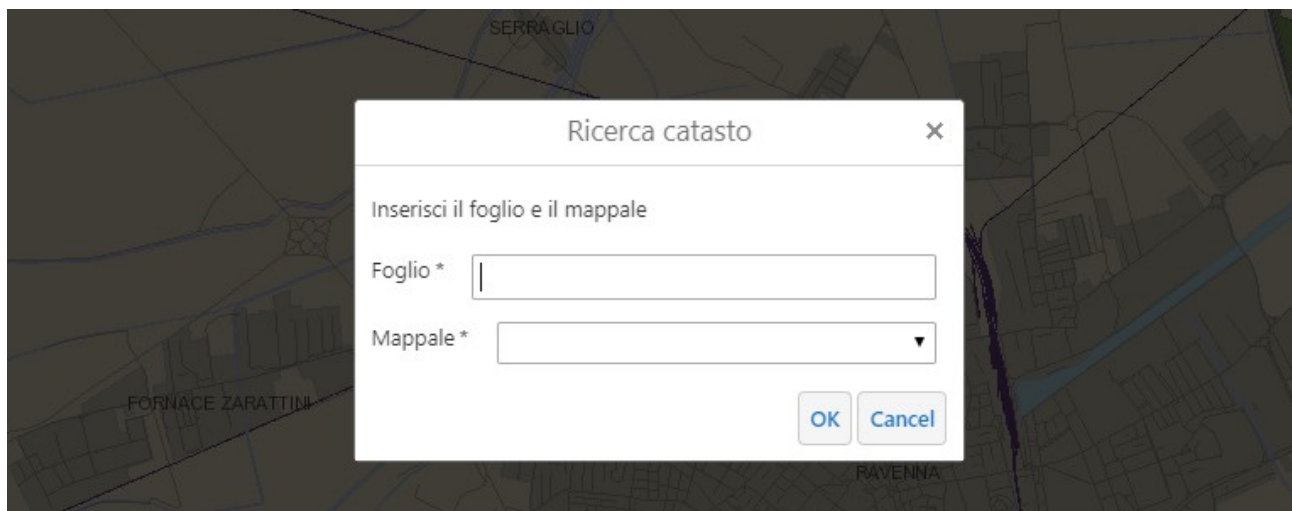 SERRAGLIO
Ricerca catasto ×
Inserisci il foglio e il mappale
Foglio *
Mappale *
OK Cancel
FORNACE ZARATTINI
RAVENNA